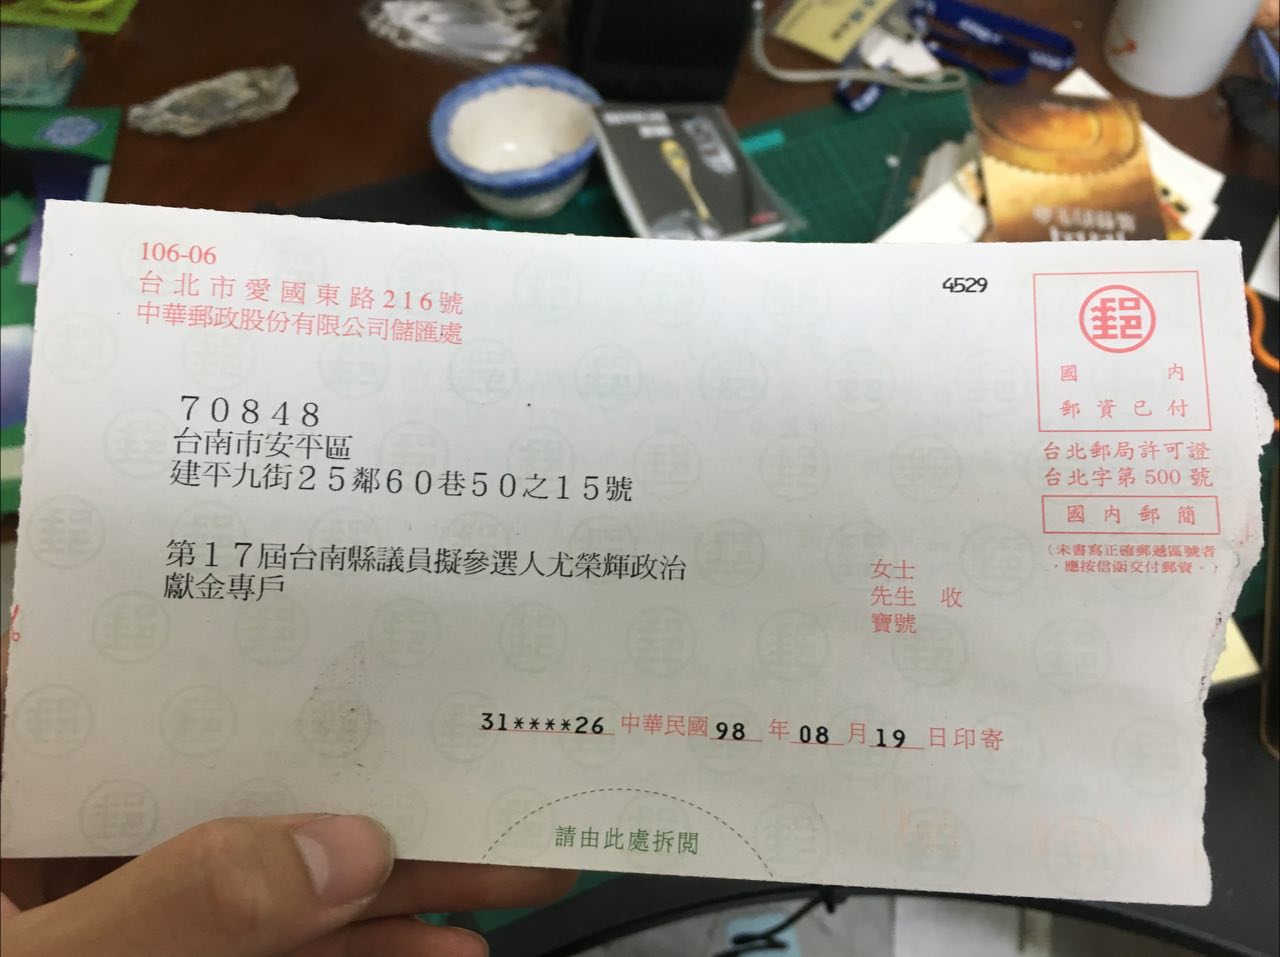 106-06
台北市愛國東路216號
中華郵政股份有限公司儲匯處
4529
郵
國內
郵資已付
台北郵局許可證
台北字第500號
國內郵簡
（未書寫正確郵遞區號者
，應按信函交付郵資。）
70848
台南市安平區
建平九街25鄰60巷50之15號
第17屆台南縣議員擬參選人尤榮輝政治
獻金專戶
女士
先生 收
寶號
31****26 中華民國 98 年 08 月 19 日印寄
請由此處拆閱